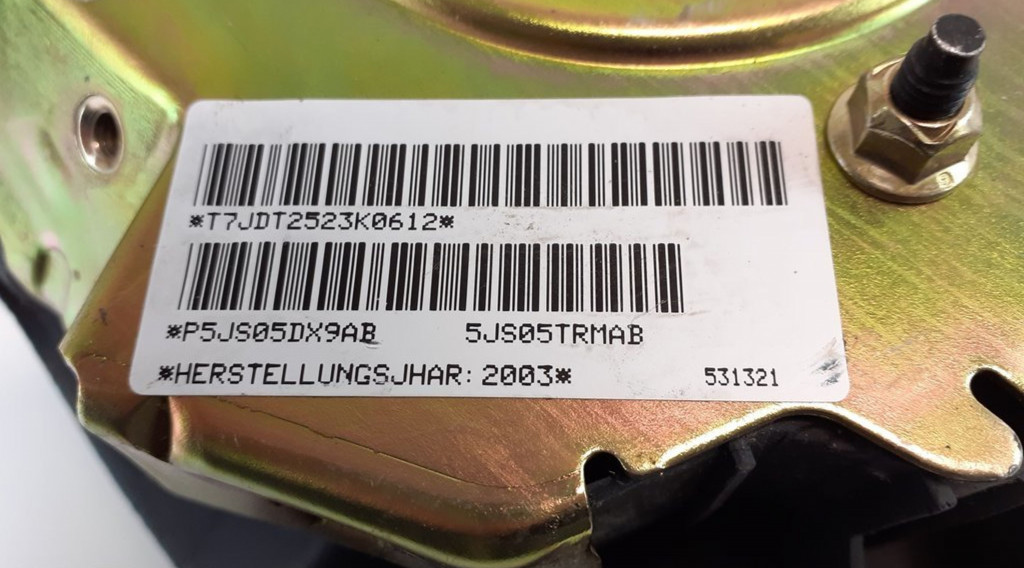 *T7JDT2523K0612*
*P5JS05DX9AB 5JS05TRMAB
*HERSTELLUNGSJHAR: 2003* 531321